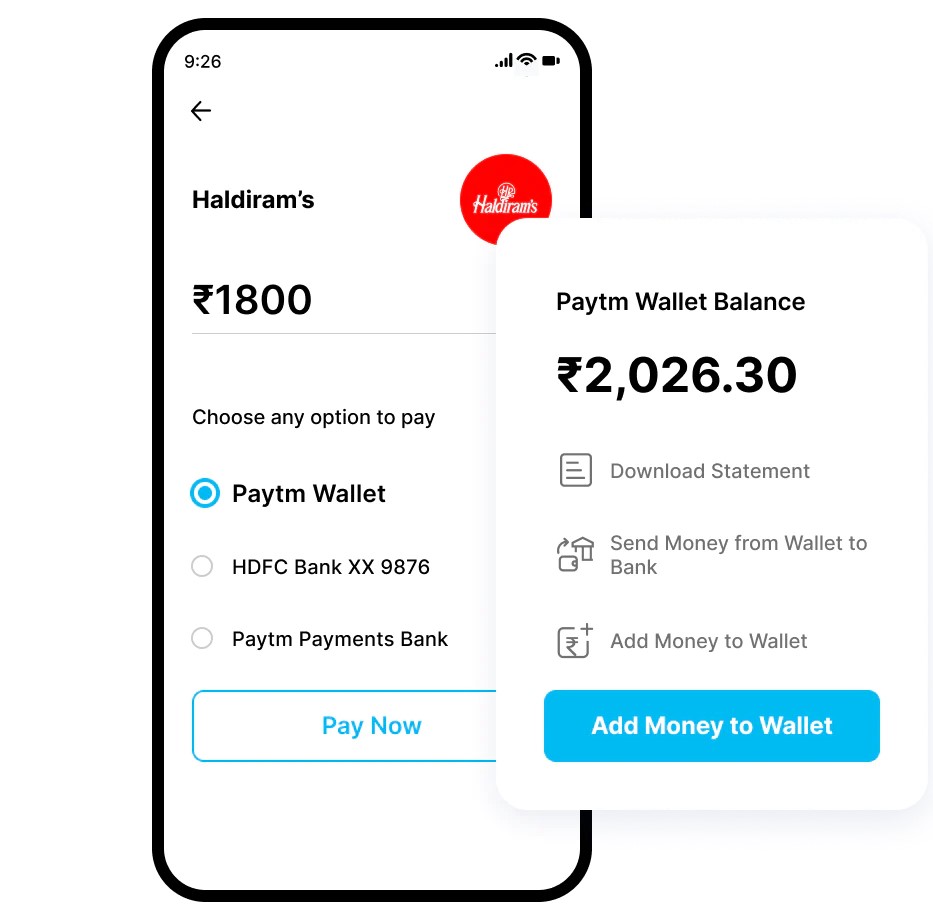 9:26
Haldiram’s
HR
Haldiram's
₹1800
Choose any option to pay
Paytm Wallet
HDFC Bank XX 9876
Paytm Payments Bank
Pay Now
Paytm Wallet Balance
₹2,026.30
Download Statement
Send Money from Wallet to
Bank
Add Money to Wallet
Add Money to Wallet